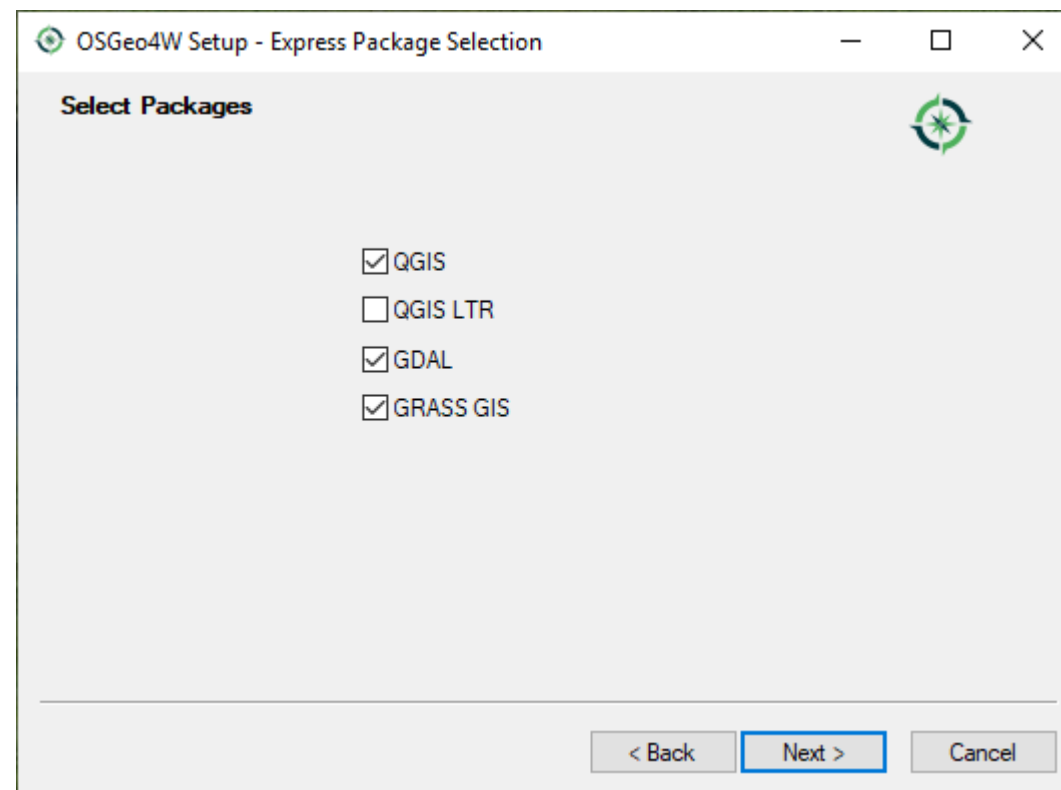 OSGeo4W Setup - Express Package Selection
Select Packages
QGIS
QGIS LTR
GDAL
GRASS GIS
< Back Next > Cancel